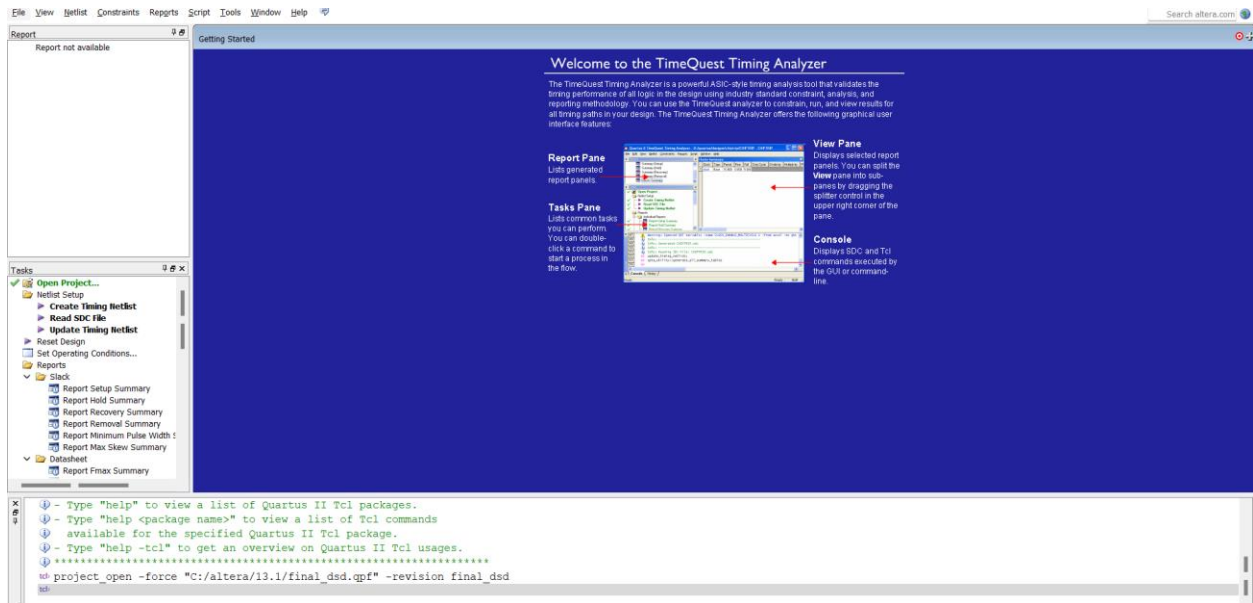 File View Netlist Constraints Reports Script Tools Window Help
Search altera.com
Report
Report not available
Getting Started
Welcome to the TimeQuest Timing Analyzer
The TimeQuest Timing Analyzer is a powerful ASIC-style timing analysis tool that validates the
timing performance of all logic in the design using industry standard constraint, analysis, and
reporting methodology. You can use the TimeQuest analyzer to constrain, run, and view results for
all timing paths in your design. The TimeQuest Timing Analyzer offers the following graphical user
interface features:
Report Pane
Lists generated
report panels.
Tasks Pane
Lists common tasks
you can perform.
You can double-
click a command to
start a process in
the flow.
View Pane
Displays selected report
panels. You can split the
View pane into sub-
panes by dragging the
splitter control in the
upper right corner of the
pane.
Console
Displays SDC and Tcl
commands executed by
the GUI or command-
line.
Tasks
Open Project...
Netlist Setup
Create Timing Netlist
Read SDC File
Update Timing Netlist
Reset Design
Set Operating Conditions...
Reports
Slack
Report Setup Summary
Report Hold Summary
Report Recovery Summary
Report Removal Summary
Report Minimum Pulse Width
Report Max Skew Summary
Datasheet
Report Fmax Summary
- Type "help" to view a list of Quartus II Tcl packages.
- Type "help <package name>" to view a list of Tcl commands
available for the specified Quartus II Tcl package.
- Type "help -tcl" to get an overview on Quartus II Tcl usages.
*******************************************************************
tcl> project_open -force "C:/altera/13.1/final_dsd.qpf" -revision final_dsd
tcl>